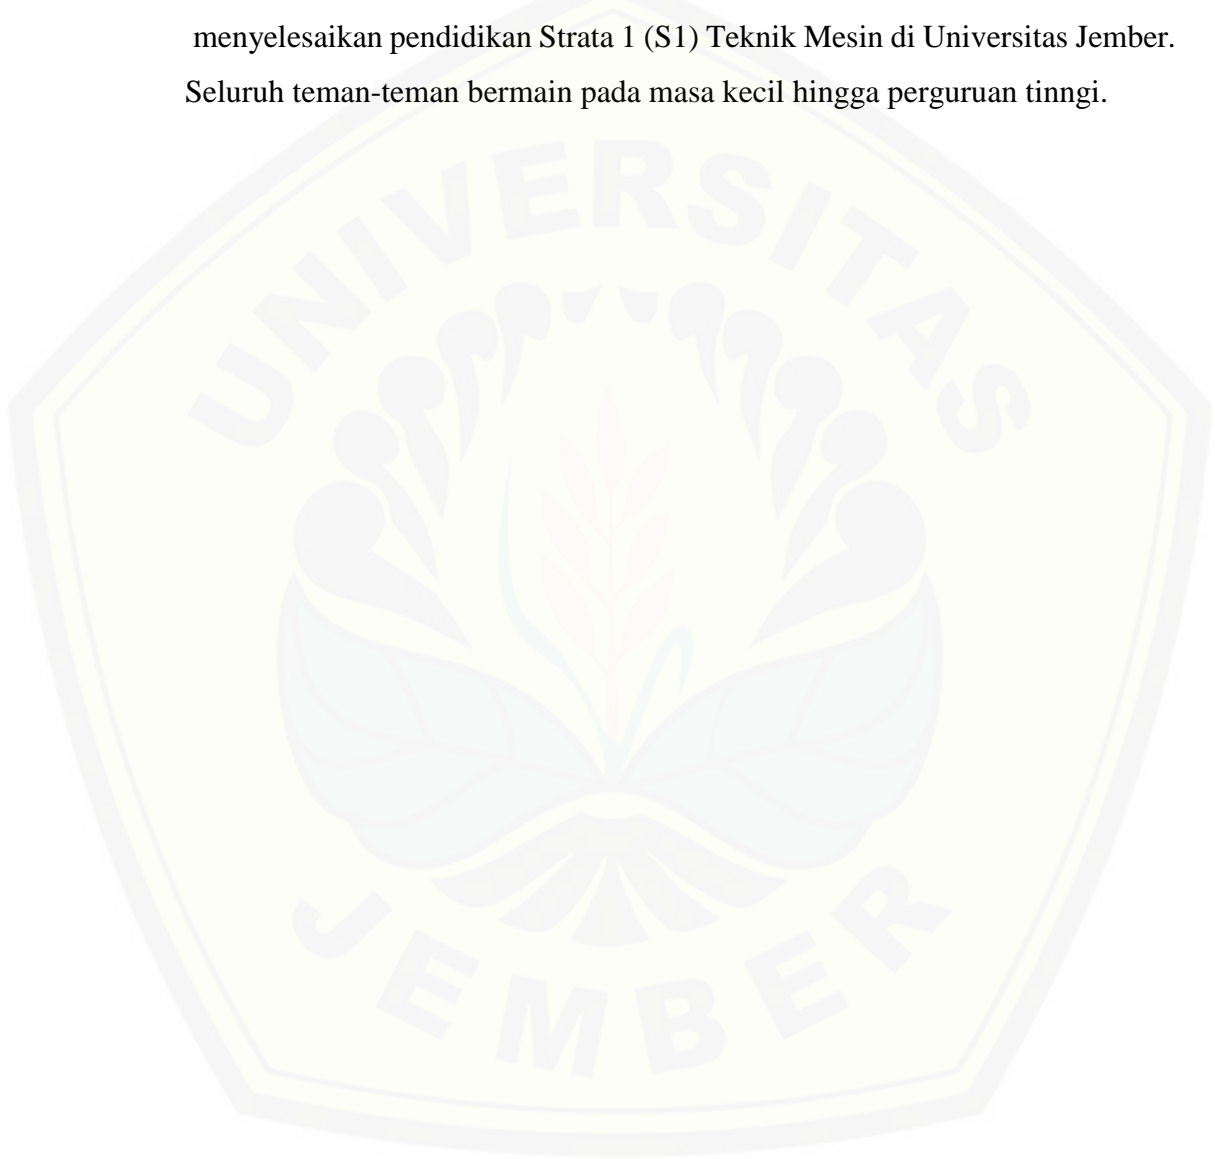 menyelesaikan pendidikan Strata 1 (S1) Teknik Mesin di Universitas Jember.
Seluruh teman-teman bermain pada masa kecil hingga perguruan tinngi.
UNIVERSITAS
JEMBER